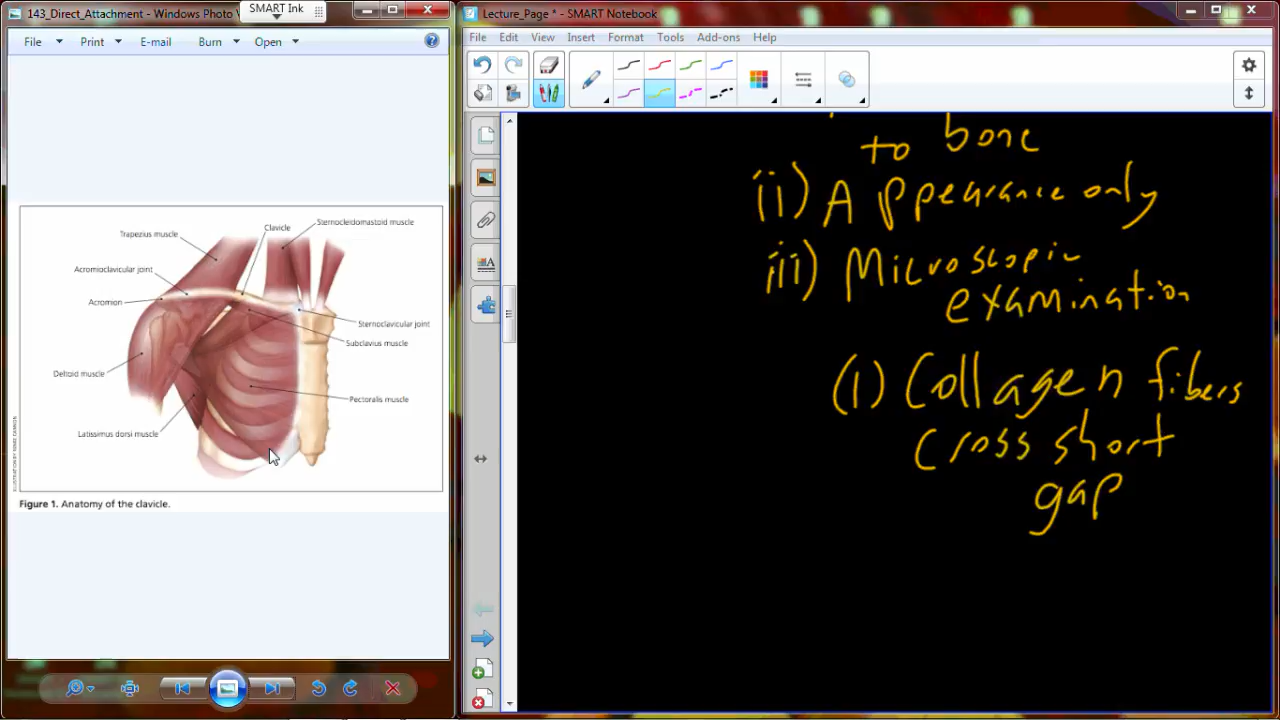 143_Direct_Attachment - Windows Photo
SMART Ink
File Print E-mail Burn Open
Trapezius muscle
Clavicle
Sternocleidomastoid muscle
Acromioclavicular joint
Acromion
Sternoclavicular joint
Subclavius muscle
Deltoid muscle
Pectoralis muscle
Latissimus dorsi muscle
Figure 1. Anatomy of the clavicle.
Lecture_Page * - SMART Notebook
File Edit View Insert Format Tools Add-ons Help
to bone
ii) Appearance only
iii) Microscopic
examination
(1) Collagen fibers
cross short
gap